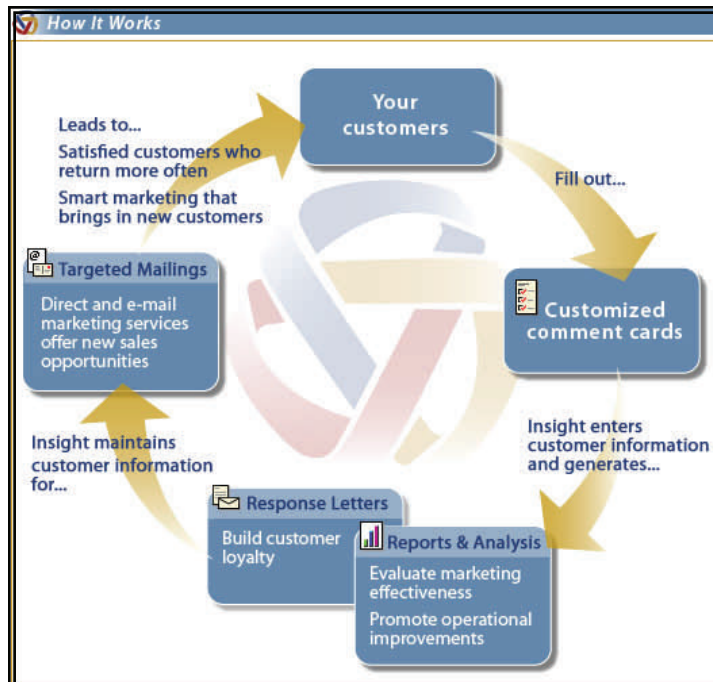 How It Works
Your
customers
Fill out...
Customized
comment cards
Insight enters
customer information
and generates...
Reports & Analysis
Evaluate marketing
effectiveness
Promote operational
improvements
Response Letters
Build customer
loyalty
Insight maintains
customer information
for...
@
Targeted Mailings
Direct and e-mail
marketing services
offer new sales
opportunities
Leads to...
Satisfied customers who
return more often
Smart marketing that
brings in new customers